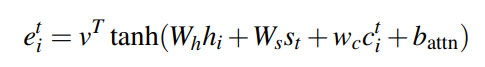 e_i^t = v^T tanh(W_h h_i + W_s s_t + w_c c_i^t + b_attn)